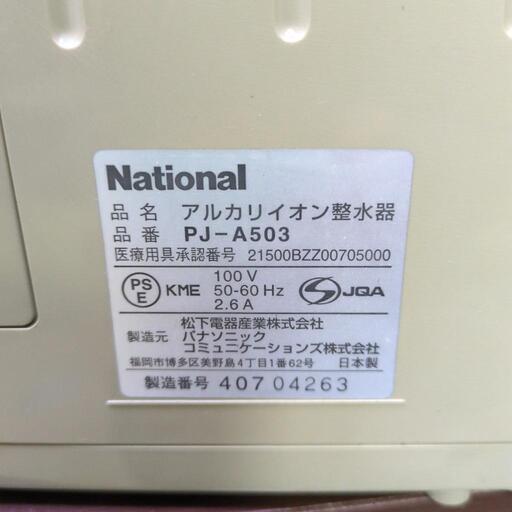 National
品名 アルカリイオン整水器
品番 PJ-A503
医療用具承認番号 21500BZZ00705000
PS
E
KME
100 V
50-60 Hz
2.6 A
JQA
松下電器産業株式会社
製造元 パナソニック
コミュニケーションズ株式会社
福岡市博多区美野島4丁目1番62号 日本製
製造番号 407 04263